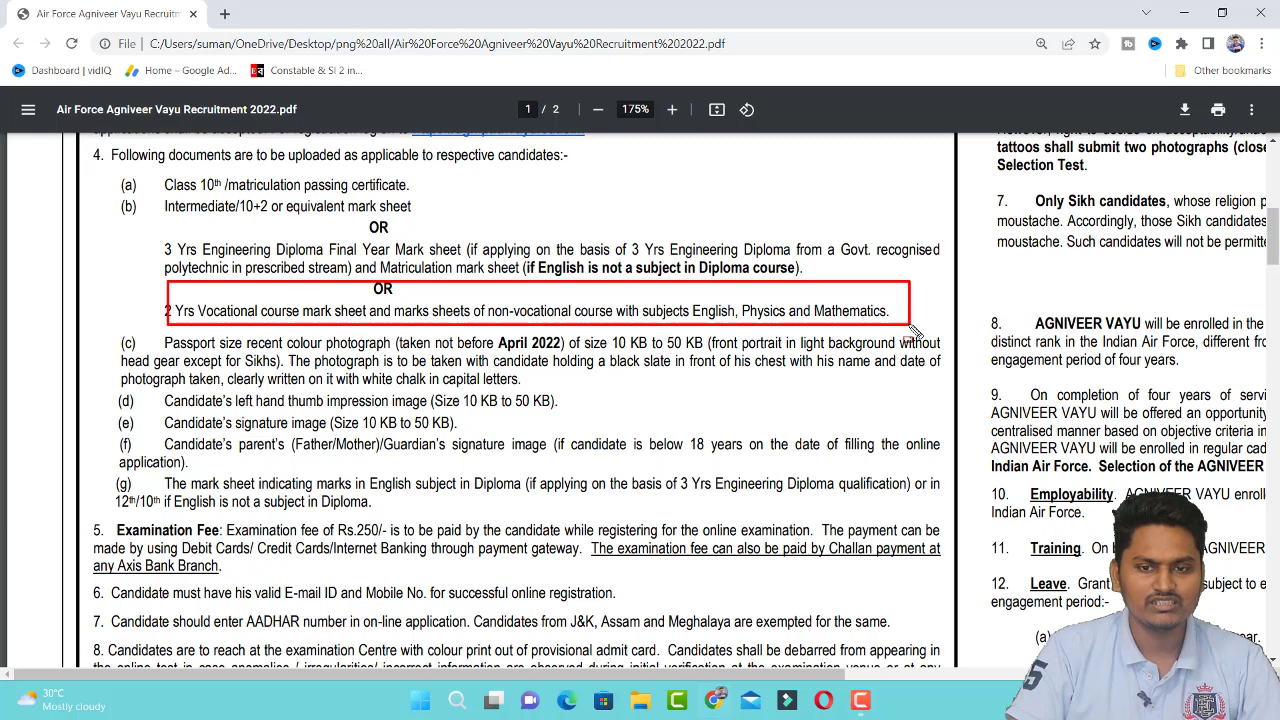 Air Force Agniveer Vayu Recruitm
File C:/Users/suman/OneDrive/Desktop/png%20all/Air%20Force%20Agniveer%20Vayu%20Recruitment%202022.pdf
Dashboard | vidIQ Home – Google Ad... Constable & SI 2 in... Other bookmarks
Air Force Agniveer Vayu Recruitment 2022.pdf 1 / 2 175%
4. Following documents are to be uploaded as applicable to respective candidates:-
(a) Class 10th /matriculation passing certificate.
(b) Intermediate/10+2 or equivalent mark sheet
OR
3 Yrs Engineering Diploma Final Year Mark sheet (if applying on the basis of 3 Yrs Engineering Diploma from a Govt. recognised
polytechnic in prescribed stream) and Matriculation mark sheet (if English is not a subject in Diploma course).
OR
2 Yrs Vocational course mark sheet and marks sheets of non-vocational course with subjects English, Physics and Mathematics.
(c) Passport size recent colour photograph (taken not before April 2022) of size 10 KB to 50 KB (front portrait in light background without
head gear except for Sikhs). The photograph is to be taken with candidate holding a black slate in front of his chest with his name and date of
photograph taken, clearly written on it with white chalk in capital letters.
(d) Candidate's left hand thumb impression image (Size 10 KB to 50 KB).
(e) Candidate's signature image (Size 10 KB to 50 KB).
(f) Candidate's parent's (Father/Mother)/Guardian's signature image (if candidate is below 18 years on the date of filling the online
application).
(g) The mark sheet indicating marks in English subject in Diploma (if applying on the basis of 3 Yrs Engineering Diploma qualification) or in
12th/10th if English is not a subject in Diploma.
5. Examination Fee: Examination fee of Rs.250/- is to be paid by the candidate while registering for the online examination. The payment can be
made by using Debit Cards/ Credit Cards/Internet Banking through payment gateway. The examination fee can also be paid by Challan payment at
any Axis Bank Branch.
6. Candidate must have his valid E-mail ID and Mobile No. for successful online registration.
7. Candidate should enter AADHAR number in on-line application. Candidates from J&K, Assam and Meghalaya are exempted for the same.
8. Candidates are to reach at the examination Centre with colour print out of provisional admit card. Candidates shall be debarred from appearing in
tattoos shall submit two photographs (close
Selection Test.
7. Only Sikh candidates, whose religion p
moustache. Accordingly, those Sikh candidates
moustache. Such candidates will not be permitte
8. AGNIVEER VAYU will be enrolled in the
distinct rank in the Indian Air Force, different fro
engagement period of four years.
9. On completion of four years of servi
AGNIVEER VAYU will be offered an opportunity
centralised manner based on objective criteria in
AGNIVEER VAYU will be enrolled in regular cad
Indian Air Force. Selection of the AGNIVEER
10. Employability. AGNIVEER VAYU enroll
Indian Air Force.
11. Training. On AGNIVEER
12. Leave. Grant subject to e
engagement period:-
(a) year.
30°C
Mostly cloudy